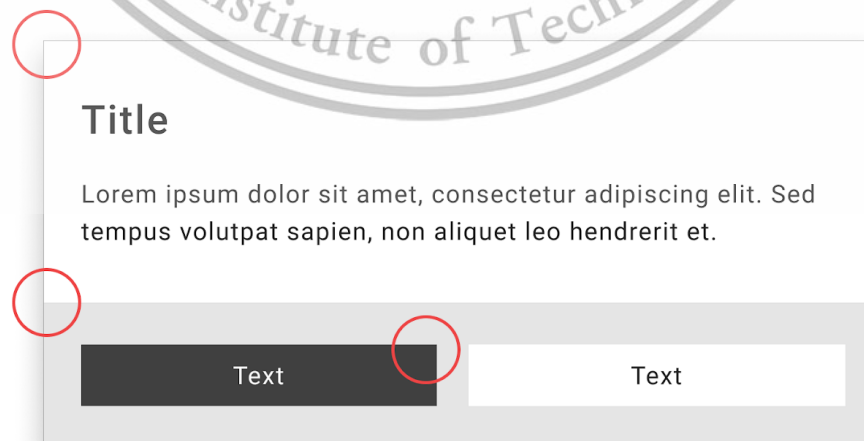 stitute of Tech
Title
Lorem ipsum dolor sit amet, consectetur adipiscing elit. Sed
tempus volutpat sapien, non aliquet leo hendrerit et.
Text Text